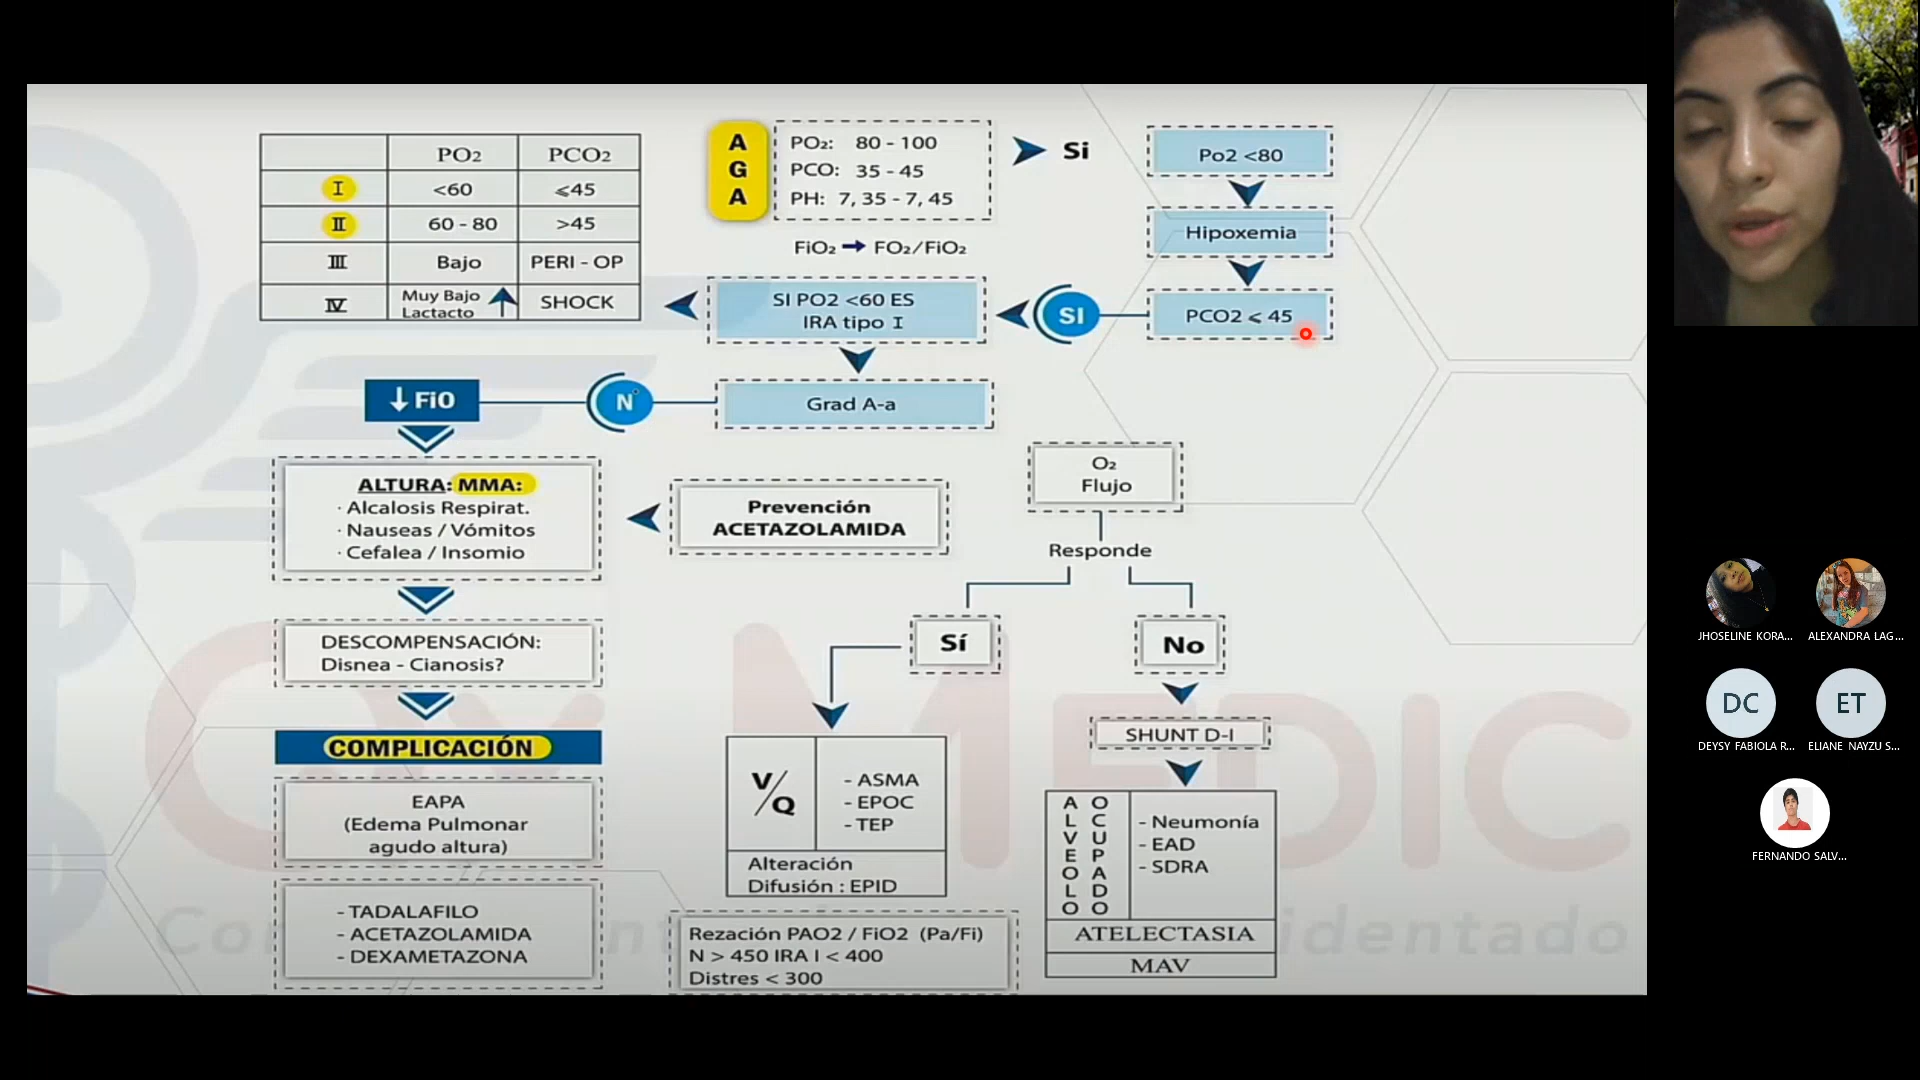 PO₂ PCO₂
I <60 ⩽45
II 60 - 80 >45
III Bajo PERI - OP
IV Muy Bajo Lactacto SHOCK
A
G
A
PO₂: 80 - 100
PCO: 35 - 45
PH: 7, 35 - 7, 45
FiO₂ → FO₂/FiO₂
Si
Po2 <80
Hipoxemia
PCO2 ⩽ 45
SI
SI PO2 <60 ES
IRA tipo I
Grad A-a
N°
↓ FiO
ALTURA: MMA:
· Alcalosis Respirat.
· Nauseas / Vómitos
· Cefalea / Insomio
Prevención
ACETAZOLAMIDA
DESCOMPENSACIÓN:
Disnea - Cianosis?
COMPLICACIÓN
EAPA
(Edema Pulmonar
agudo altura)
- TADALAFILO
- ACETAZOLAMIDA
- DEXAMETAZONA
O₂
Flujo
Responde
Sí
No
V/Q
- ASMA
- EPOC
- TEP
Alteración
Difusión : EPID
Rezación PAO2 / FiO2 (Pa/Fi)
N > 450 IRA I < 400
Distres < 300
SHUNT D-I
ALVEOLO
OCUPADO
- Neumonía
- EAD
- SDRA
ATELECTASIA
MAV
MEDIC
identado
JHOSELINE KORA...
ALEXANDRA LAG...
DC
ET
DEYSY FABIOLA R...
ELIANE NAYZU S...
FERNANDO SALV...